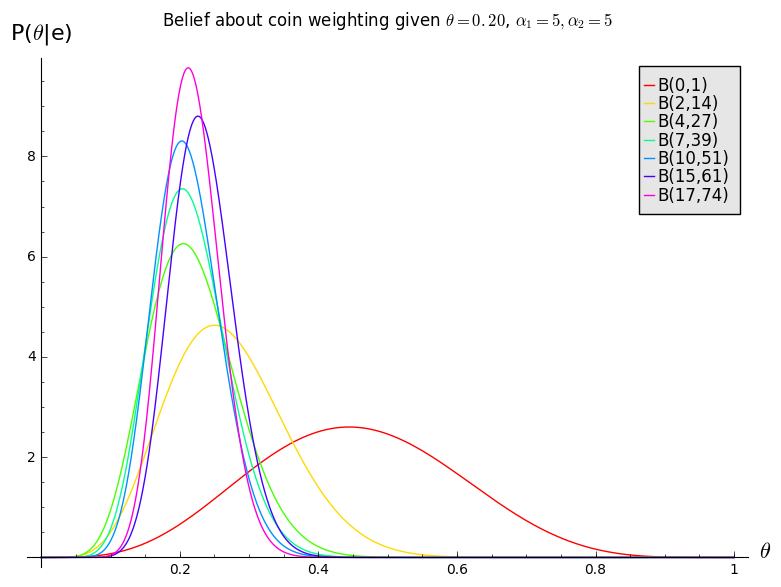 Belief about coin weighting given θ = 0.20, α₁ = 5, α₂ = 5
P(θ|e)
B(0,1)
B(2,14)
B(4,27)
B(7,39)
B(10,51)
B(15,61)
B(17,74)
8
6
4
2
0.2 0.4 0.6 0.8 1
θ